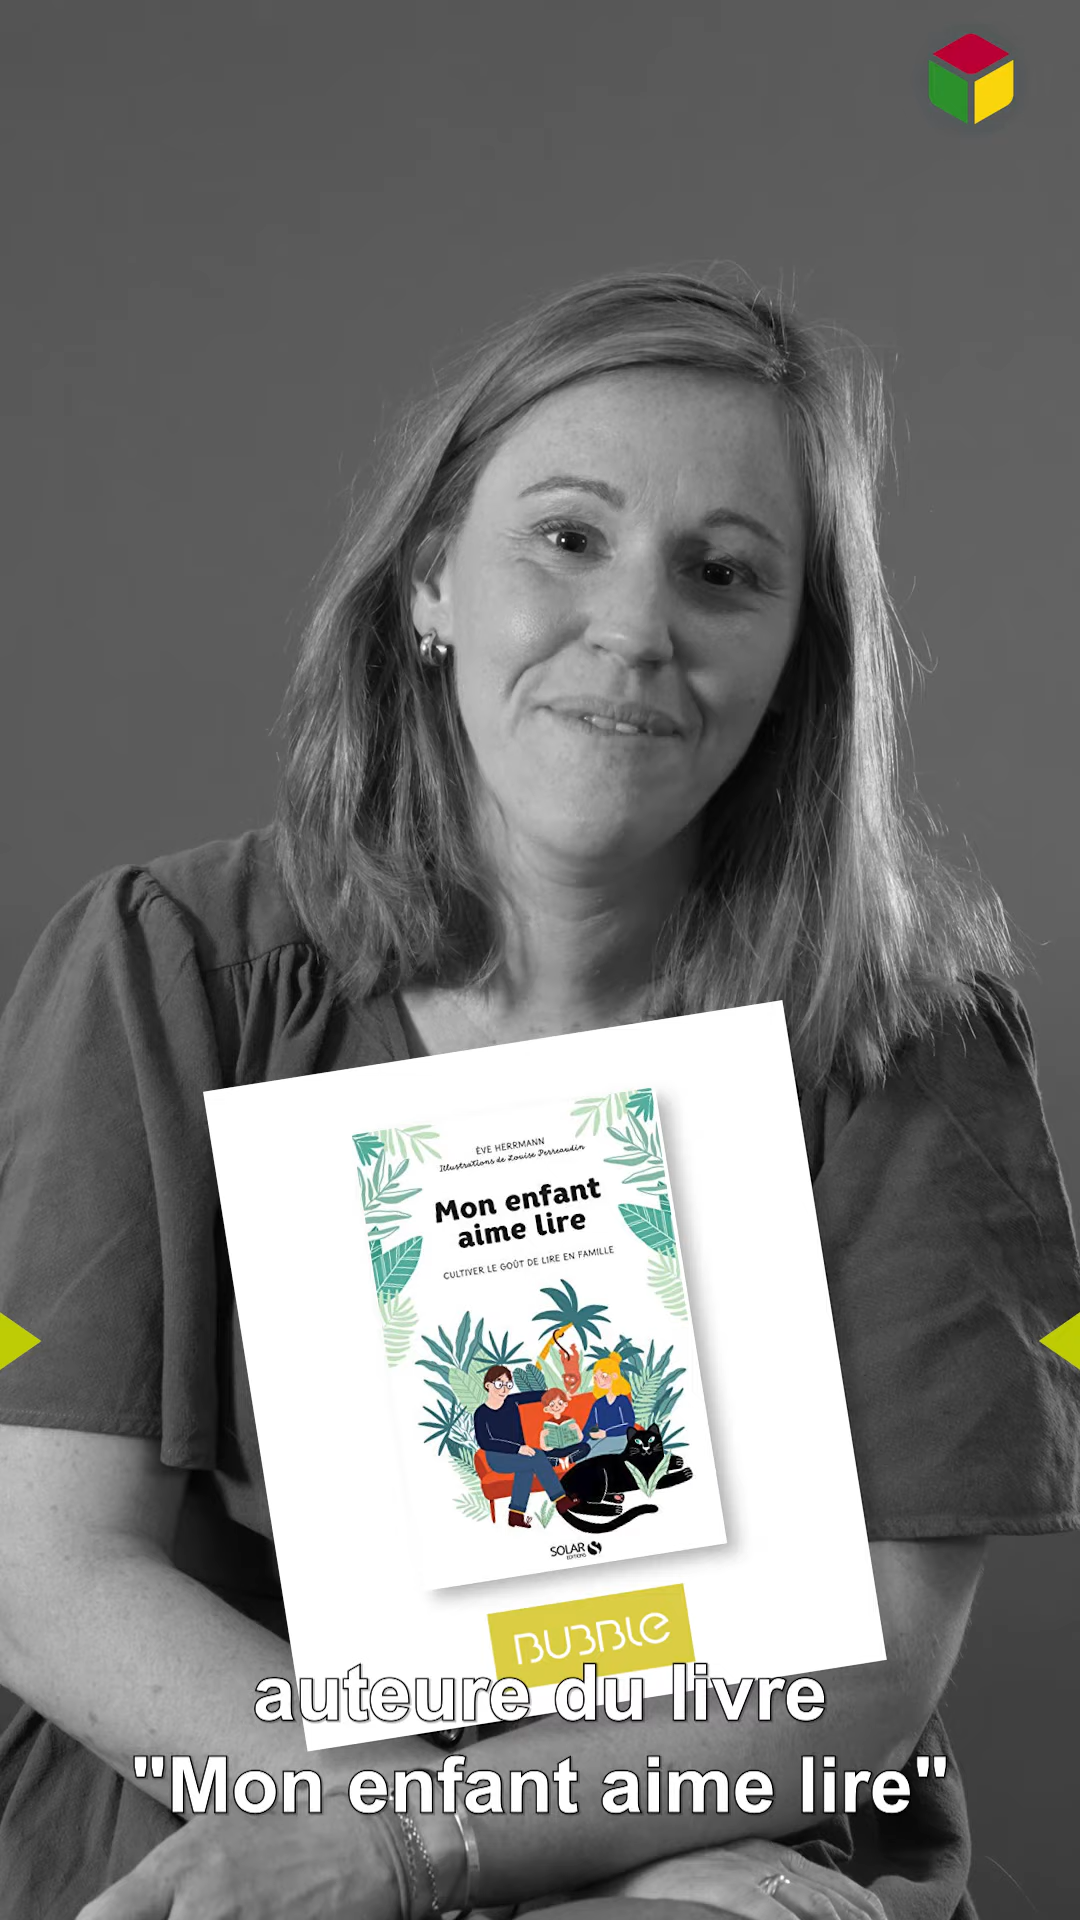 ÈVE HERRMANN
Illustrations de Louise Perreaudin
Mon enfant
aime lire
CULTIVER LE GOÛT DE LIRE EN FAMILLE
SOLAR
ÉDITIONS
BUBBLE
auteure du livre
"Mon enfant aime lire"